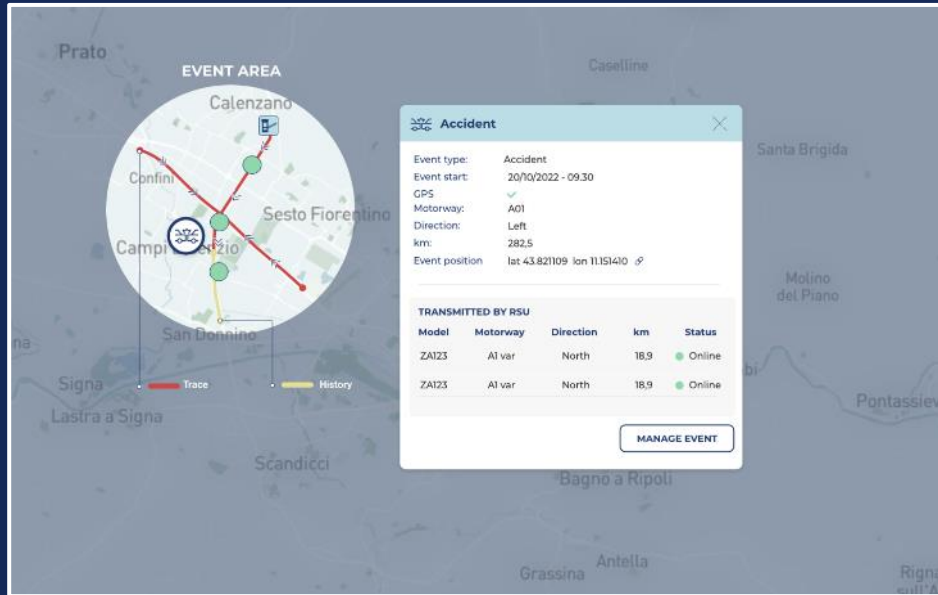 Prato
EVENT AREA
Caselline
Calenzano
Accident
Santa Brigida
Event type: Accident
Event start: 20/10/2022 - 09.30
Confini
GPS
Motorway: A01
Sesto Fiorentino
Direction: Left
km: 282,5
Event position lat 43.821109 lon 11.151410
Molino
del Piano
TRANSMITTED BY RSU
Model Motorway Direction km Status
San Donnino
ZA123 A1 var North 18,9 Online
Signa
Trace
History
ZA123 A1 var North 18,9 Online
Lastra a Signa
MANAGE EVENT
Scandicci
Bagno a Ripoli
Antella
Grassina